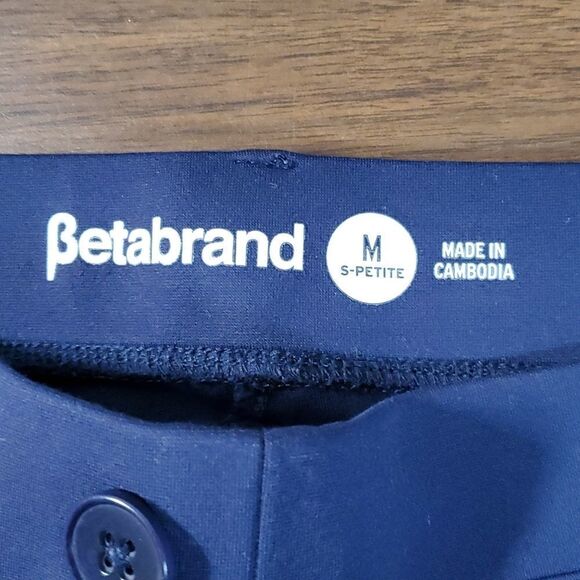 βetabrand
M
S-PETITE
MADE IN
CAMBODIA